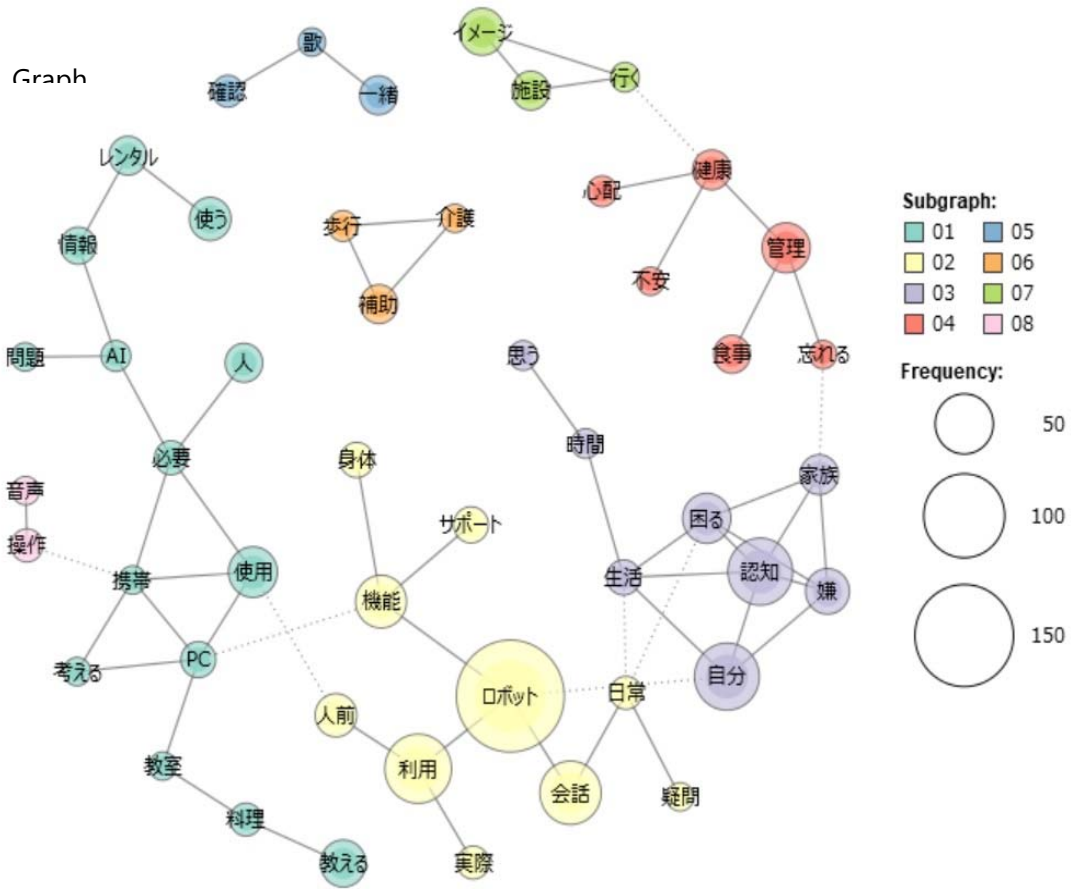 Graph
イメージ
歌
行く
確認
一緒
施設
レンタル
健康
心配
使う
歩行
介護
情報
管理
不安
補助
問題
AI
人
思う
食事
忘れる
時間
必要
身体
家族
音声
困る
サポート
操作
携帯
使用
生活
認知
嫌
機能
PC
考える
自分
ロボット
日常
人前
教室
利用
会話
疑問
料理
教える
実際
Subgraph:
01 05
02 06
03 07
04 08
Frequency:
50
100
150